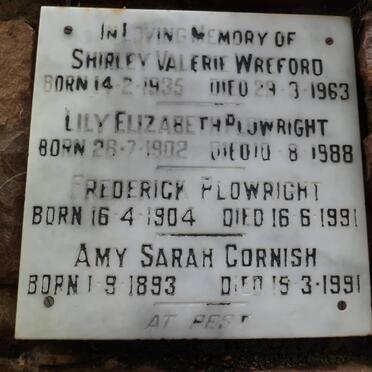 IN LOVING MEMORY OF
SHIRLEY VALERIE WREFORD
BORN 14-2-1935 DIED 29-3-1963
LILY ELIZABETH PLOWRIGHT
BORN 28-7-1902 DIED 10-8-1988
FREDERICK PLOWRIGHT
BORN 16-4-1904 DIED 16-6-1991
AMY SARAH CORNISH
BORN 1-9-1893 DIED 15-3-1991
AT REST